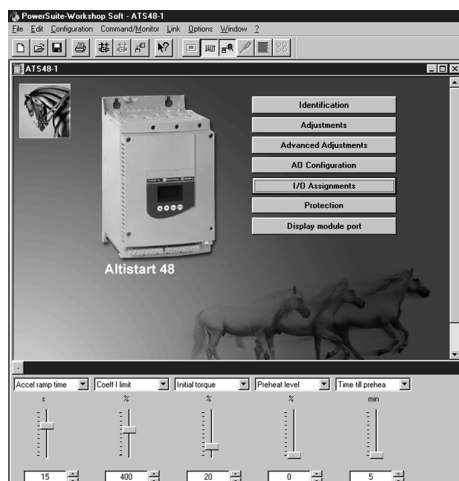 PowerSuite-Workshop Soft - ATS48-1
File Edit Configuration Command/Monitor Link Options Window ?
ATS48-1
Identification
Adjustments
Advanced Adjustments
AO Configuration
I/O Assignments
Protection
Display module port
Altistart 48
Accel ramp time Coeff I limit Initial torque Preheat level Time till prehea
s % % % min
15 400 20 0 5